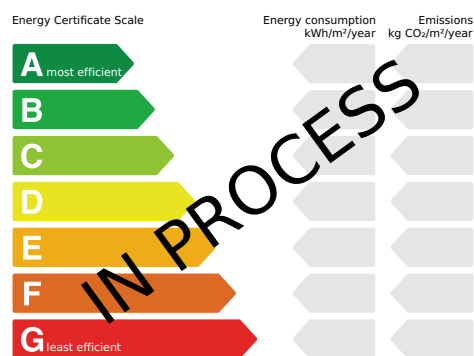 Energy Certificate Scale
Energy consumption
kWh/m²/year
Emissions
kg CO₂/m²/year
A most efficient
B
C
D
E
F
G least efficient
IN PROCESS